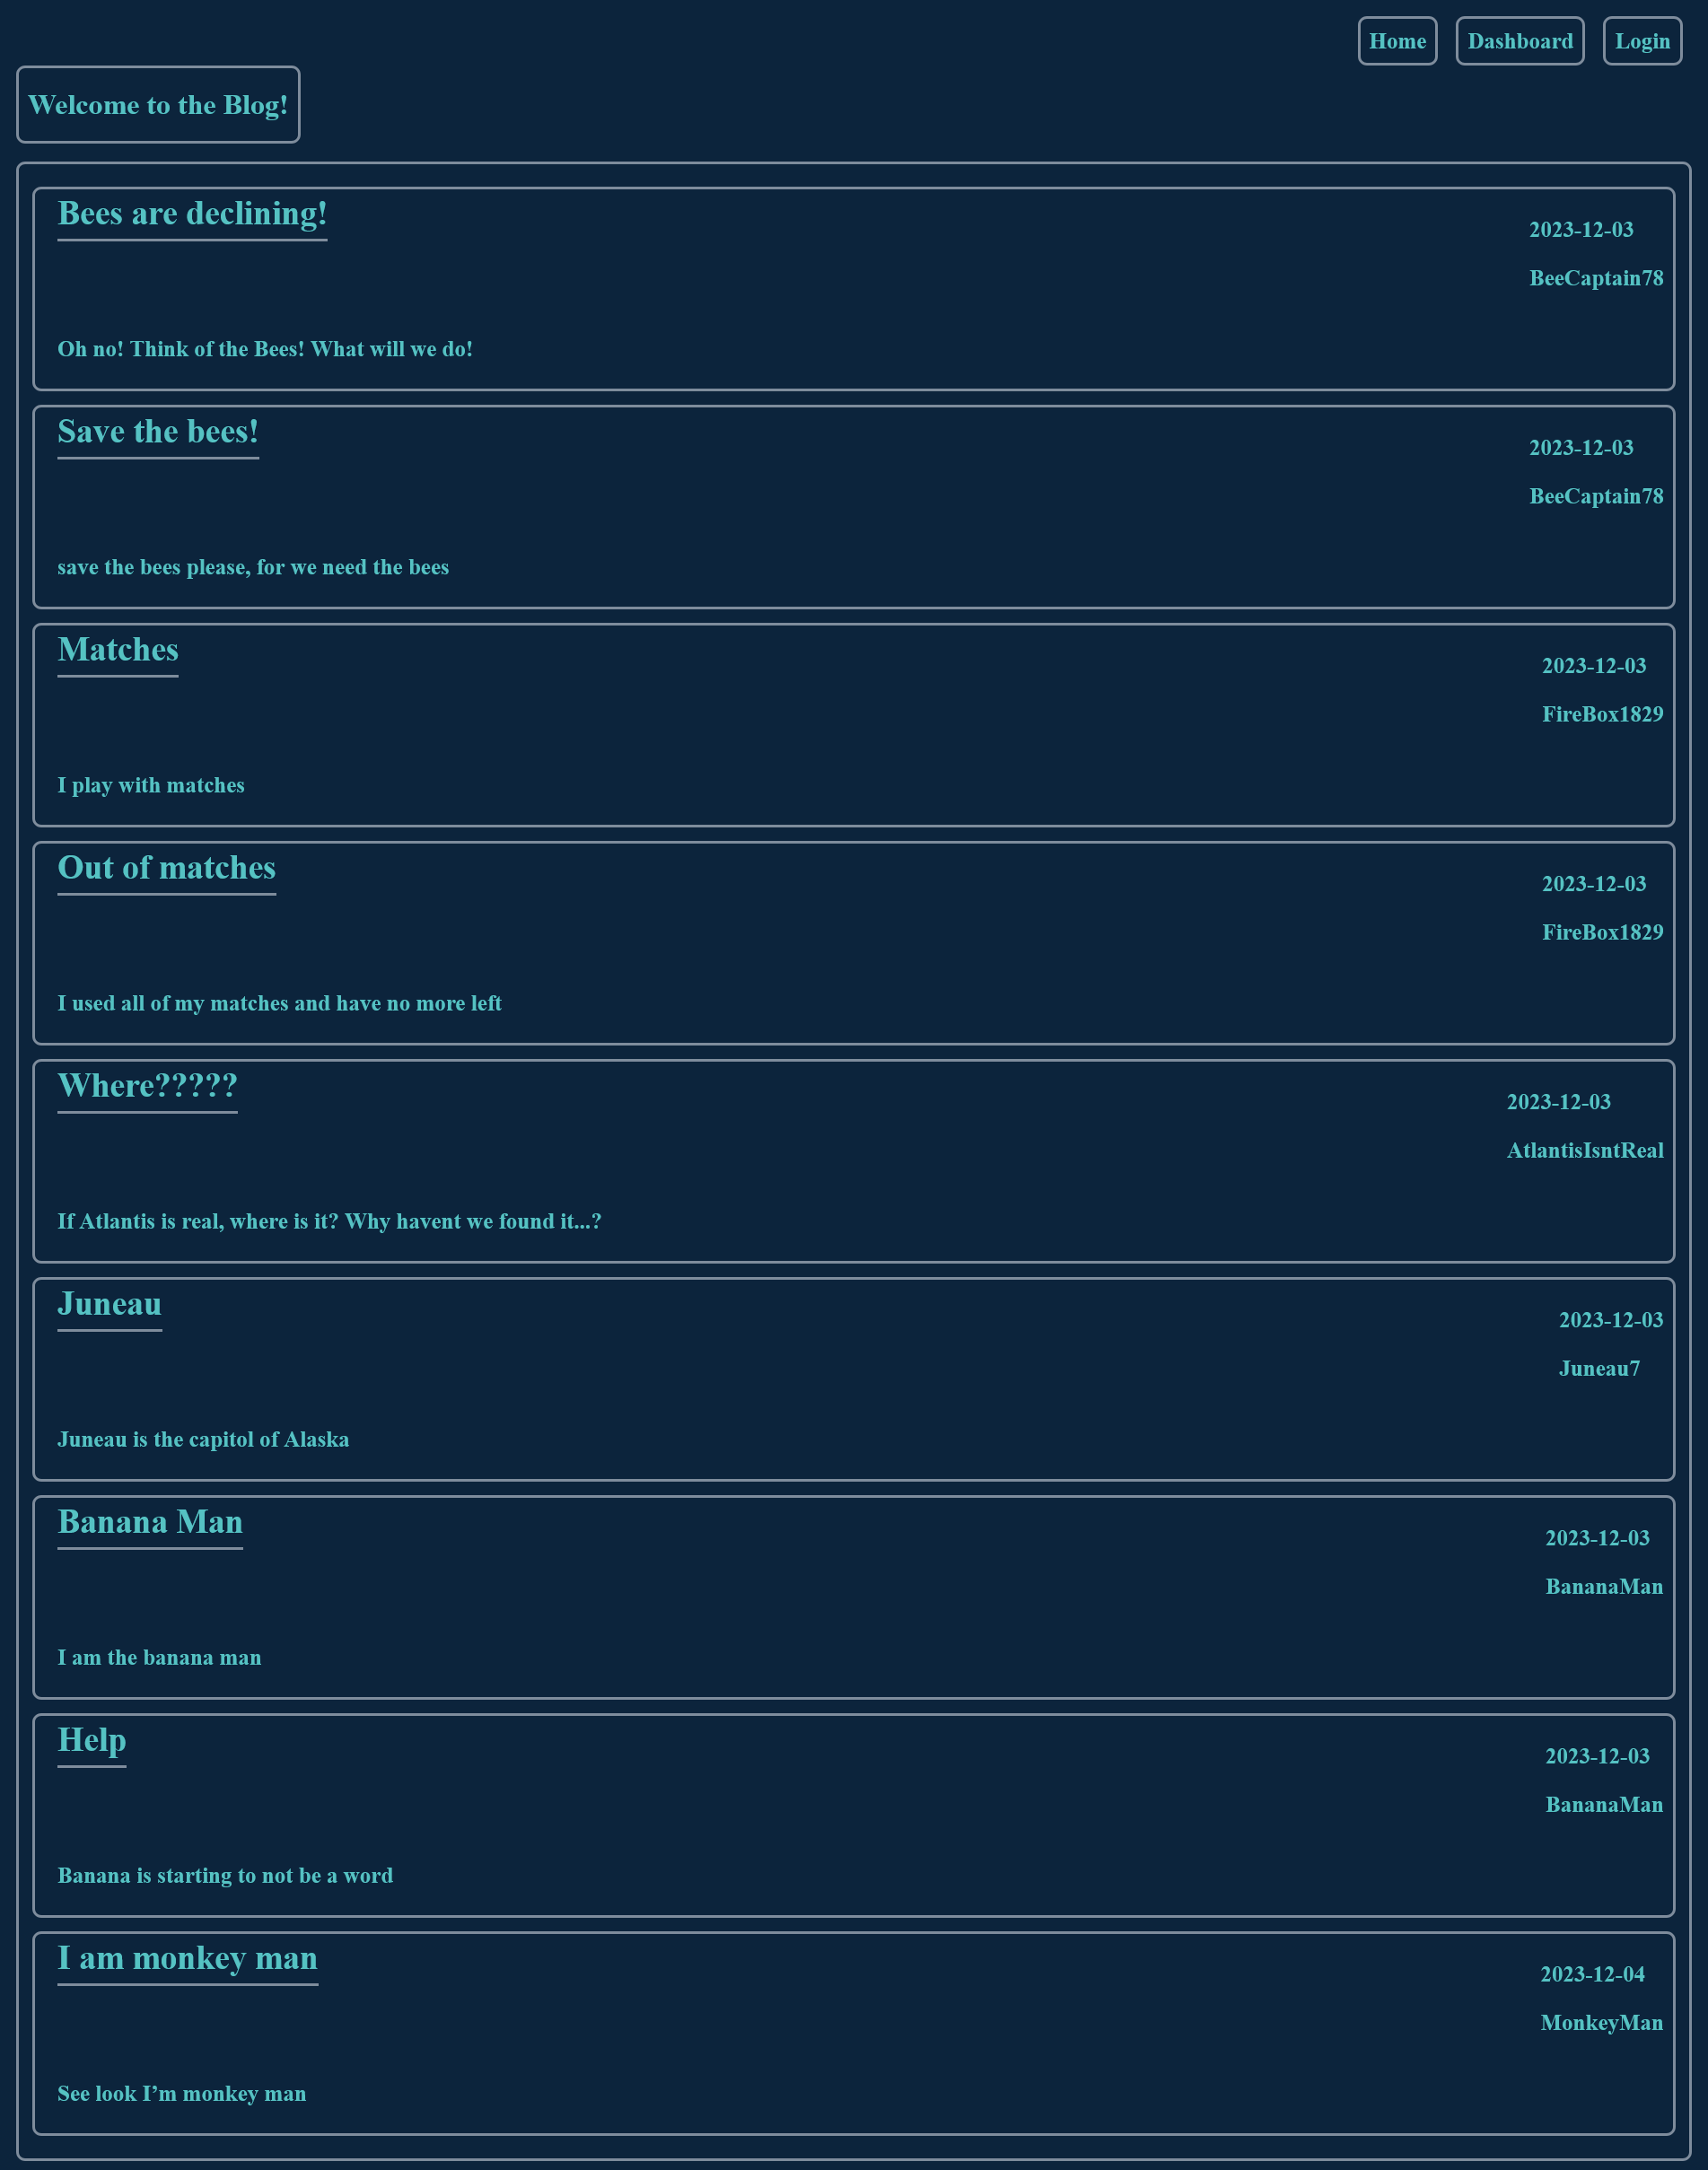 Home
Dashboard
Login
Welcome to the Blog!
Bees are declining!
2023-12-03
BeeCaptain78
Oh no! Think of the Bees! What will we do!
Save the bees!
2023-12-03
BeeCaptain78
save the bees please, for we need the bees
Matches
2023-12-03
FireBox1829
I play with matches
Out of matches
2023-12-03
FireBox1829
I used all of my matches and have no more left
Where?????
2023-12-03
AtlantisIsntReal
If Atlantis is real, where is it? Why havent we found it...?
Juneau
2023-12-03
Juneau7
Juneau is the capitol of Alaska
Banana Man
2023-12-03
BananaMan
I am the banana man
Help
2023-12-03
BananaMan
Banana is starting to not be a word
I am monkey man
2023-12-04
MonkeyMan
See look I’m monkey man